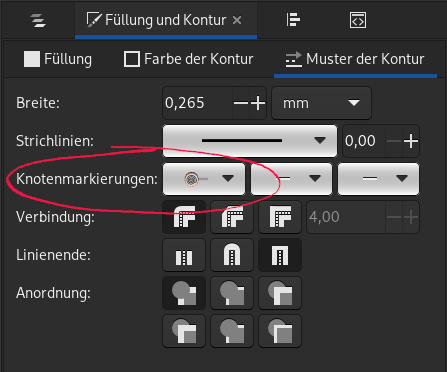 Füllung und Kontur
Füllung Farbe der Kontur Muster der Kontur
Breite: 0,265 mm
Strichlinien: 0,00
Knotenmarkierungen:
Verbindung: 4,00
Linienende:
Anordnung: